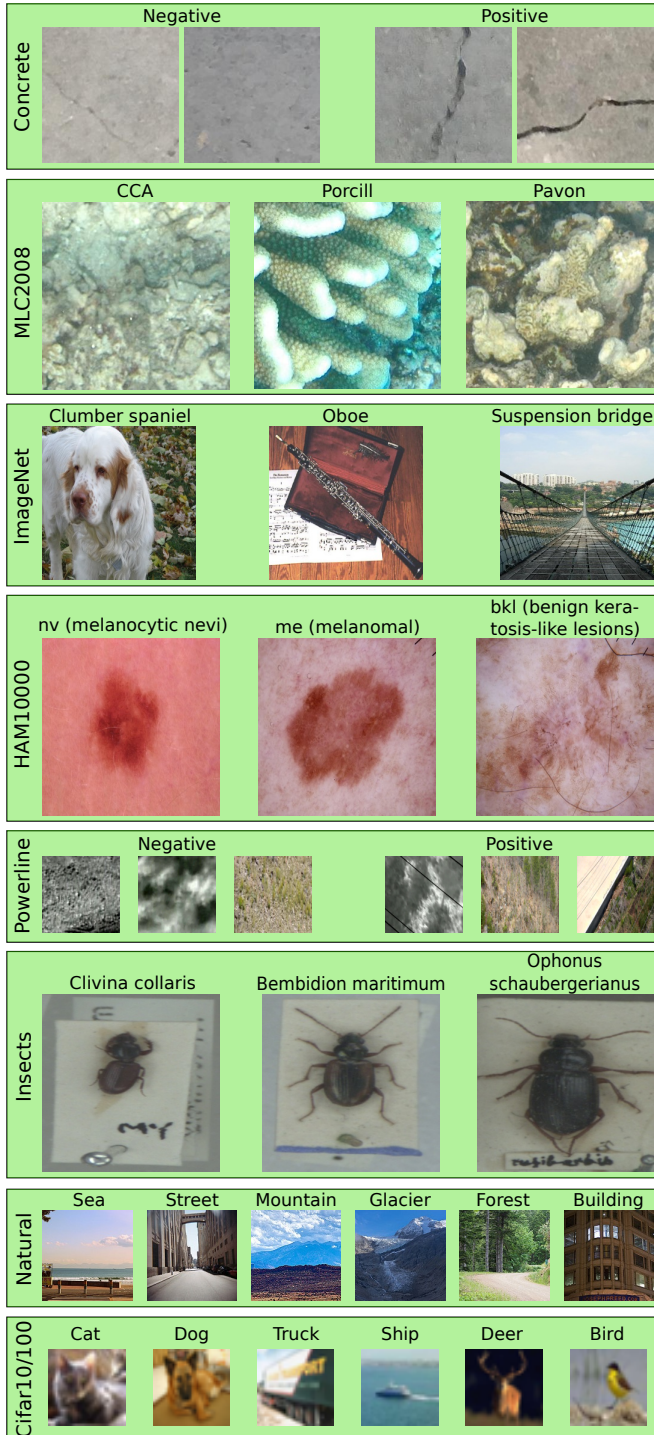 Negative
Positive
Concrete
CCA
Porcill
Pavon
MLC2008
Clumber spaniel
Oboe
Suspension bridge
ImageNet
nv (melanocytic nevi)
me (melanomal)
bkl (benign kera-
tosis-like lesions)
HAM10000
Negative
Positive
Powerline
Clivina collaris
Bembidion maritimum
Ophonus
schaubergerianus
Insects
Sea
Street
Mountain
Glacier
Forest
Building
Natural
Cat
Dog
Truck
Ship
Deer
Bird
Cifar10/100